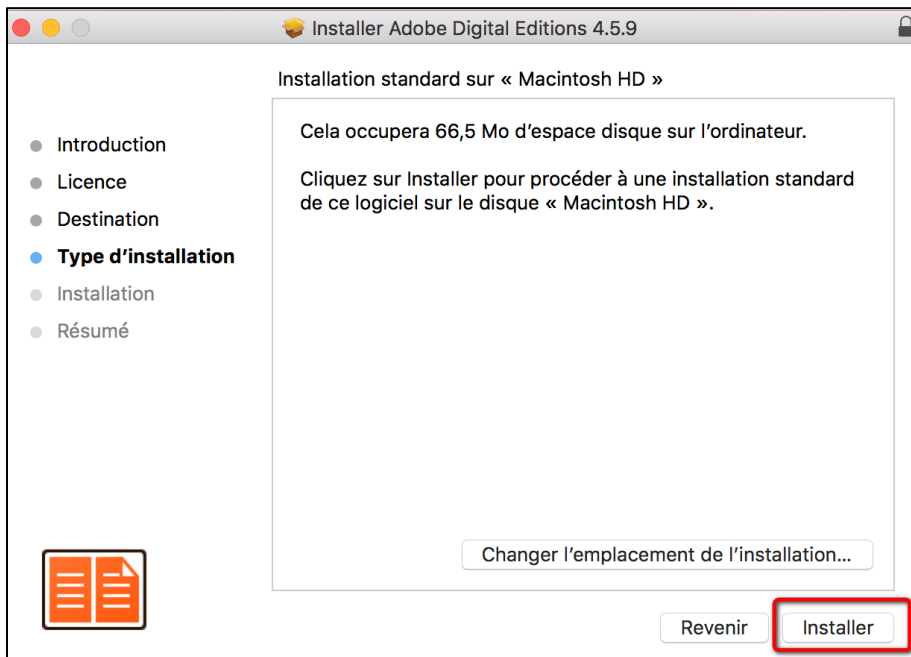 Installer Adobe Digital Editions 4.5.9
Installation standard sur « Macintosh HD »
Introduction
Licence
Destination
Type d’installation
Installation
Résumé
Cela occupera 66,5 Mo d’espace disque sur l’ordinateur.
Cliquez sur Installer pour procéder à une installation standard
de ce logiciel sur le disque « Macintosh HD ».
Changer l’emplacement de l’installation...
Revenir
Installer